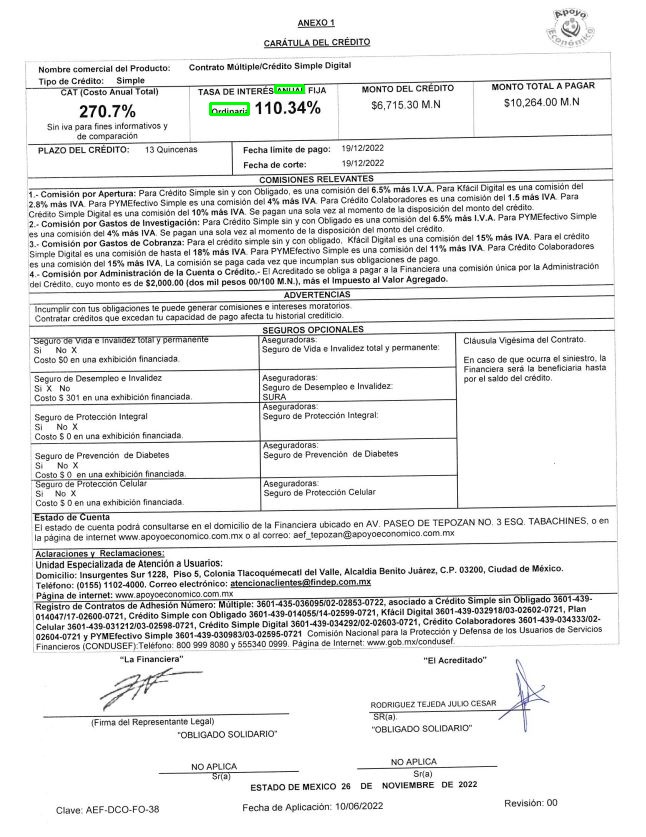 ANEXO 1
Apoyo
Económico
CARÁTULA DEL CRÉDITO
Nombre comercial del Producto: Contrato Múltiple/Crédito Simple Digital
Tipo de Crédito: Simple
CAT (Costo Anual Total)
270.7%
Sin iva para fines informativos y
de comparación
TASA DE INTERÉS ANUAL FIJA
Ordinaria 110.34%
MONTO DEL CRÉDITO
$6,715.30 M.N
MONTO TOTAL A PAGAR
$10,264.00 M.N
PLAZO DEL CRÉDITO: 13 Quincenas
Fecha límite de pago: 19/12/2022
Fecha de corte: 19/12/2022
COMISIONES RELEVANTES
1.- Comisión por Apertura: Para Crédito Simple sin y con Obligado, es una comisión del 6.5% más I.V.A. Para Kfácil Digital es una comisión del
2.8% más IVA. Para PYMEfectivo Simple es una comisión del 4% más IVA. Para Crédito Colaboradores es una comisión del 1.5 más IVA. Para
Crédito Simple Digital es una comisión del 10% más IVA. Se pagan una sola vez al momento de la disposición del monto del crédito.
2.- Comisión por Gastos de Investigación: Para Crédito Simple sin y con Obligado es una comisión del 6.5% más I.V.A. Para PYMEfectivo Simple
es una comisión del 4% más IVA. Se pagan una sola vez al momento de la disposición del monto del crédito.
3.- Comisión por Gastos de Cobranza: Para el crédito simple sin y con obligado, Kfácil Digital es una comisión del 15% más IVA. Para el crédito
Simple Digital es una comisión de hasta el 18% más IVA. Para PYMEfectivo Simple es una comisión del 11% más IVA. Para Crédito Colaboradores
es una comisión del 15% más IVA, La comisión se paga cada vez que incumplan sus obligaciones de pago.
4.- Comisión por Administración de la Cuenta o Crédito.- El Acreditado se obliga a pagar a la Financiera una comisión única por la Administración
del Crédito, cuyo monto es de $2,000.00 (dos mil pesos 00/100 M.N.), más el Impuesto al Valor Agregado.
ADVERTENCIAS
Incumplir con tus obligaciones te puede generar comisiones e intereses moratorios.
Contratar créditos que excedan tu capacidad de pago afecta tu historial crediticio.
SEGUROS OPCIONALES
Seguro de Vida e Invalidez total y permanente
Si No X
Costo $0 en una exhibición financiada.
Aseguradoras:
Seguro de Vida e Invalidez total y permanente:
Cláusula Vigésima del Contrato.
En caso de que ocurra el siniestro, la
Financiera será la beneficiaria hasta
por el saldo del crédito.
Seguro de Desempleo e Invalidez
Si X No
Costo $ 301 en una exhibición financiada.
Aseguradoras:
Seguro de Desempleo e Invalidez:
SURA
Seguro de Protección Integral
Si No X
Costo $ 0 en una exhibición financiada.
Aseguradoras:
Seguro de Protección Integral:
Seguro de Prevención de Diabetes
Si No X
Costo $ 0 en una exhibición financiada.
Aseguradoras:
Seguro de Prevención de Diabetes
Seguro de Protección Celular
Si No X
Costo $ 0 en una exhibición financiada.
Aseguradoras:
Seguro de Protección Celular
Estado de Cuenta
El estado de cuenta podrá consultarse en el domicilio de la Financiera ubicado en AV. PASEO DE TEPOZAN NO. 3 ESQ. TABACHINES, o en
la página de internet www.apoyoeconomico.com.mx o al correo: aef_tepozan@apoyoeconomico.com.mx
Aclaraciones y Reclamaciones:
Unidad Especializada de Atención a Usuarios:
Domicilio: Insurgentes Sur 1228, Piso 5, Colonia Tlacoquémecatl del Valle, Alcaldia Benito Juárez, C.P. 03200, Ciudad de México.
Teléfono: (0155) 1102-4000. Correo electrónico: atencionaclientes@findep.com.mx
Página de internet: www.apoyoeconomico.com.mx
Registro de Contratos de Adhesión Número: Múltiple: 3601-435-036095/02-02853-0722, asociado a Crédito Simple sin Obligado 3601-439-
014047/17-02600-0721, Crédito Simple con Obligado 3601-439-014055/14-02599-0721, Kfácil Digital 3601-439-032918/03-02602-0721, Plan
Celular 3601-439-031212/03-02598-0721, Crédito Simple Digital 3601-439-034292/02-02603-0721, Crédito Colaboradores 3601-439-034333/02-
02604-0721 y PYMEfectivo Simple 3601-439-030983/03-02595-0721 Comisión Nacional para la Protección y Defensa de los Usuarios de Servicios
Financieros (CONDUSEF):Teléfono: 800 999 8080 y 555340 0999. Página de Internet: www.gob.mx/condusef.
"La Financiera"
"El Acreditado"
RODRIGUEZ TEJEDA JULIO CESAR
(Firma del Representante Legal)
SR(a).
"OBLIGADO SOLIDARIO"
"OBLIGADO SOLIDARIO"
NO APLICA
NO APLICA
Sr(a)
Sr(a)
ESTADO DE MEXICO 26 DE NOVIEMBRE DE 2022
Clave: AEF-DCO-FO-38
Fecha de Aplicación: 10/06/2022
Revisión: 00